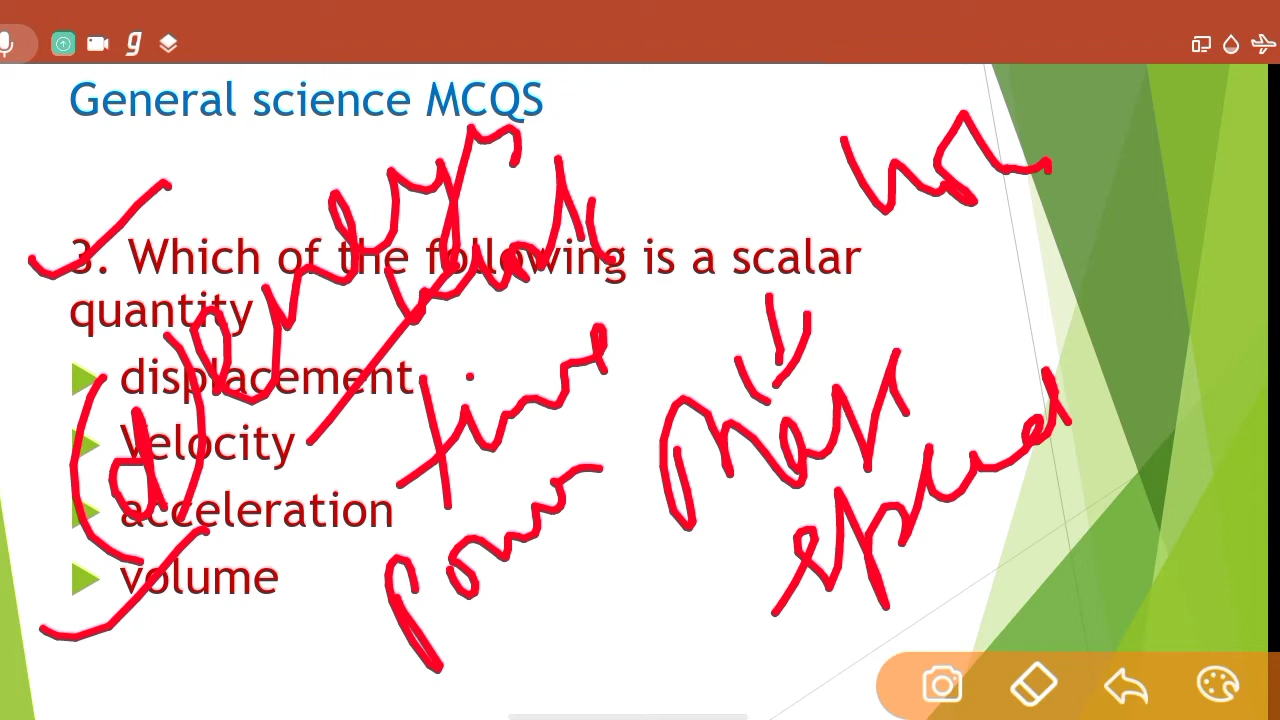 General science MCQS
3. Which of the following is a scalar
quantity
displacement
Velocity
acceleration
volume
energy
work
time
Mass
power
speed
(d)